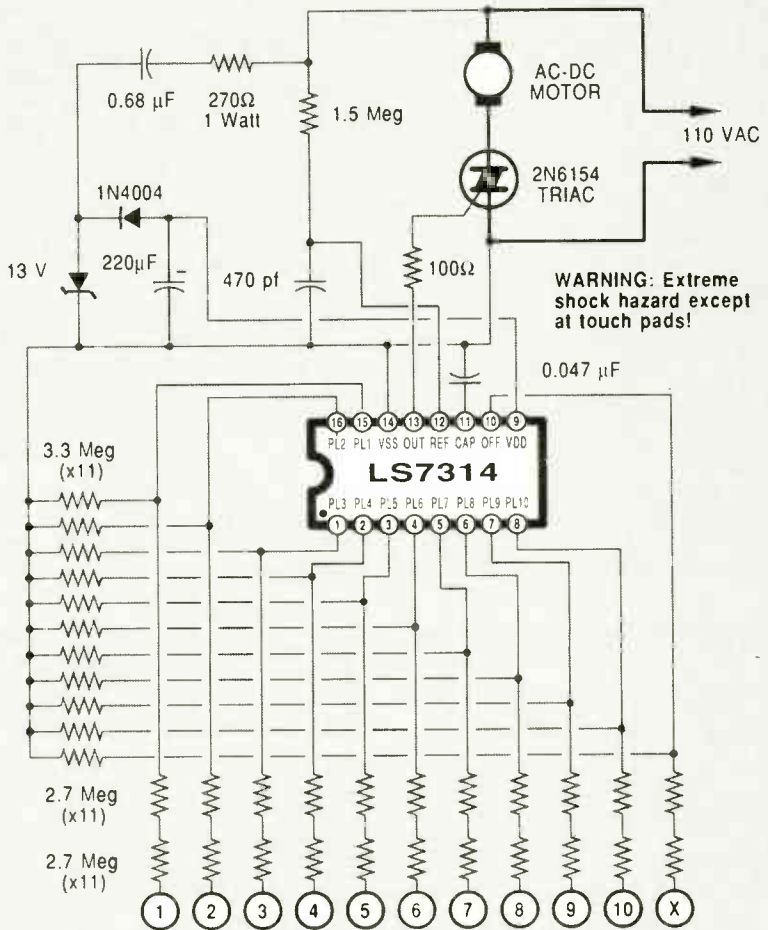 0.68 µF
270Ω
1 Watt
1.5 Meg
AC-DC
MOTOR
110 VAC
2N6154
TRIAC
1N4004
13 V
220µF
470 pf
100Ω
WARNING: Extreme
shock hazard except
at touch pads!
0.047 µF
16 15 14 13 12 11 10 9
PL2 PL1 VSS OUT REF CAP OFF VDD
LS7314
PL3 PL4 PL5 PL6 PL7 PL8 PL9 PL10
1 2 3 4 5 6 7 8
3.3 Meg
(x11)
2.7 Meg
(x11)
2.7 Meg
(x11)
1 2 3 4 5 6 7 8 9 10 X